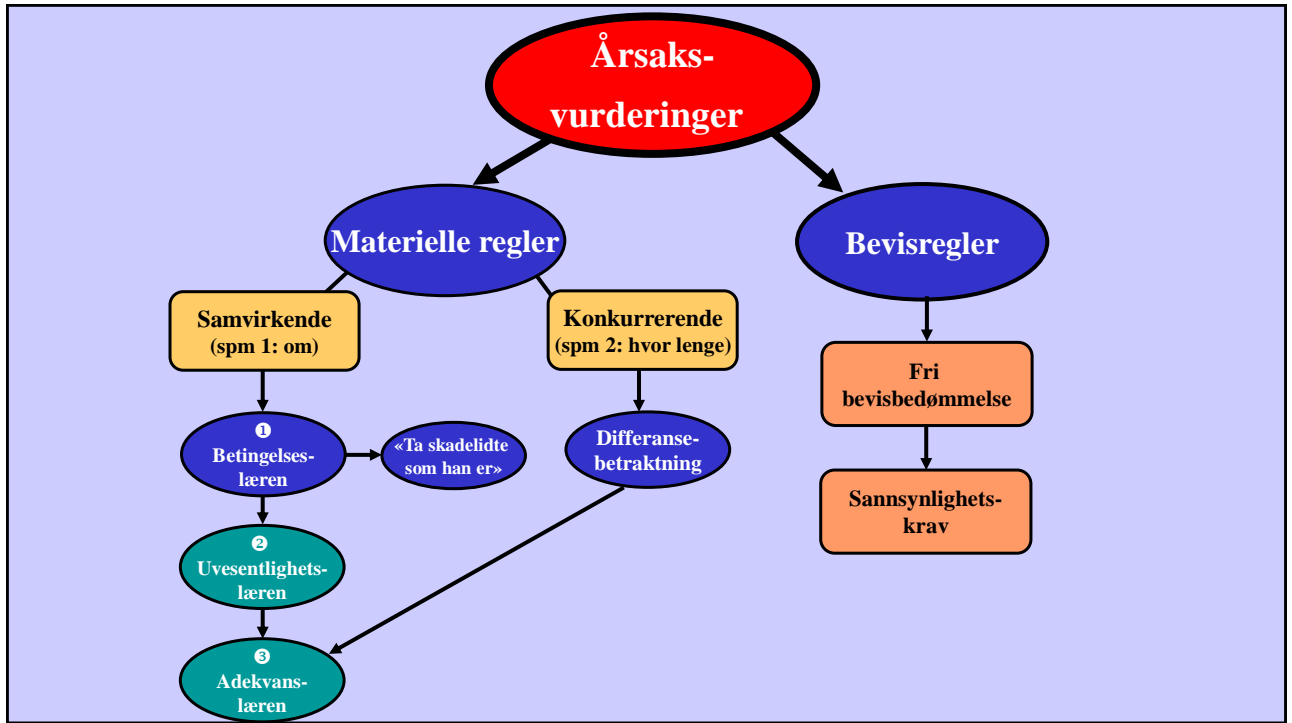 Årsaks-
vurderinger
Materielle regler
Bevisregler
Samvirkende
(spm 1: om)
Konkurrerende
(spm 2: hvor lenge)
Fri
bevisbedømmelse
❶
Betingelses-
læren
«Ta skadelidte
som han er»
Differanse-
betraktning
Sannsynlighets-
krav
❷
Uvesentlighets-
læren
❸
Adekvans-
læren